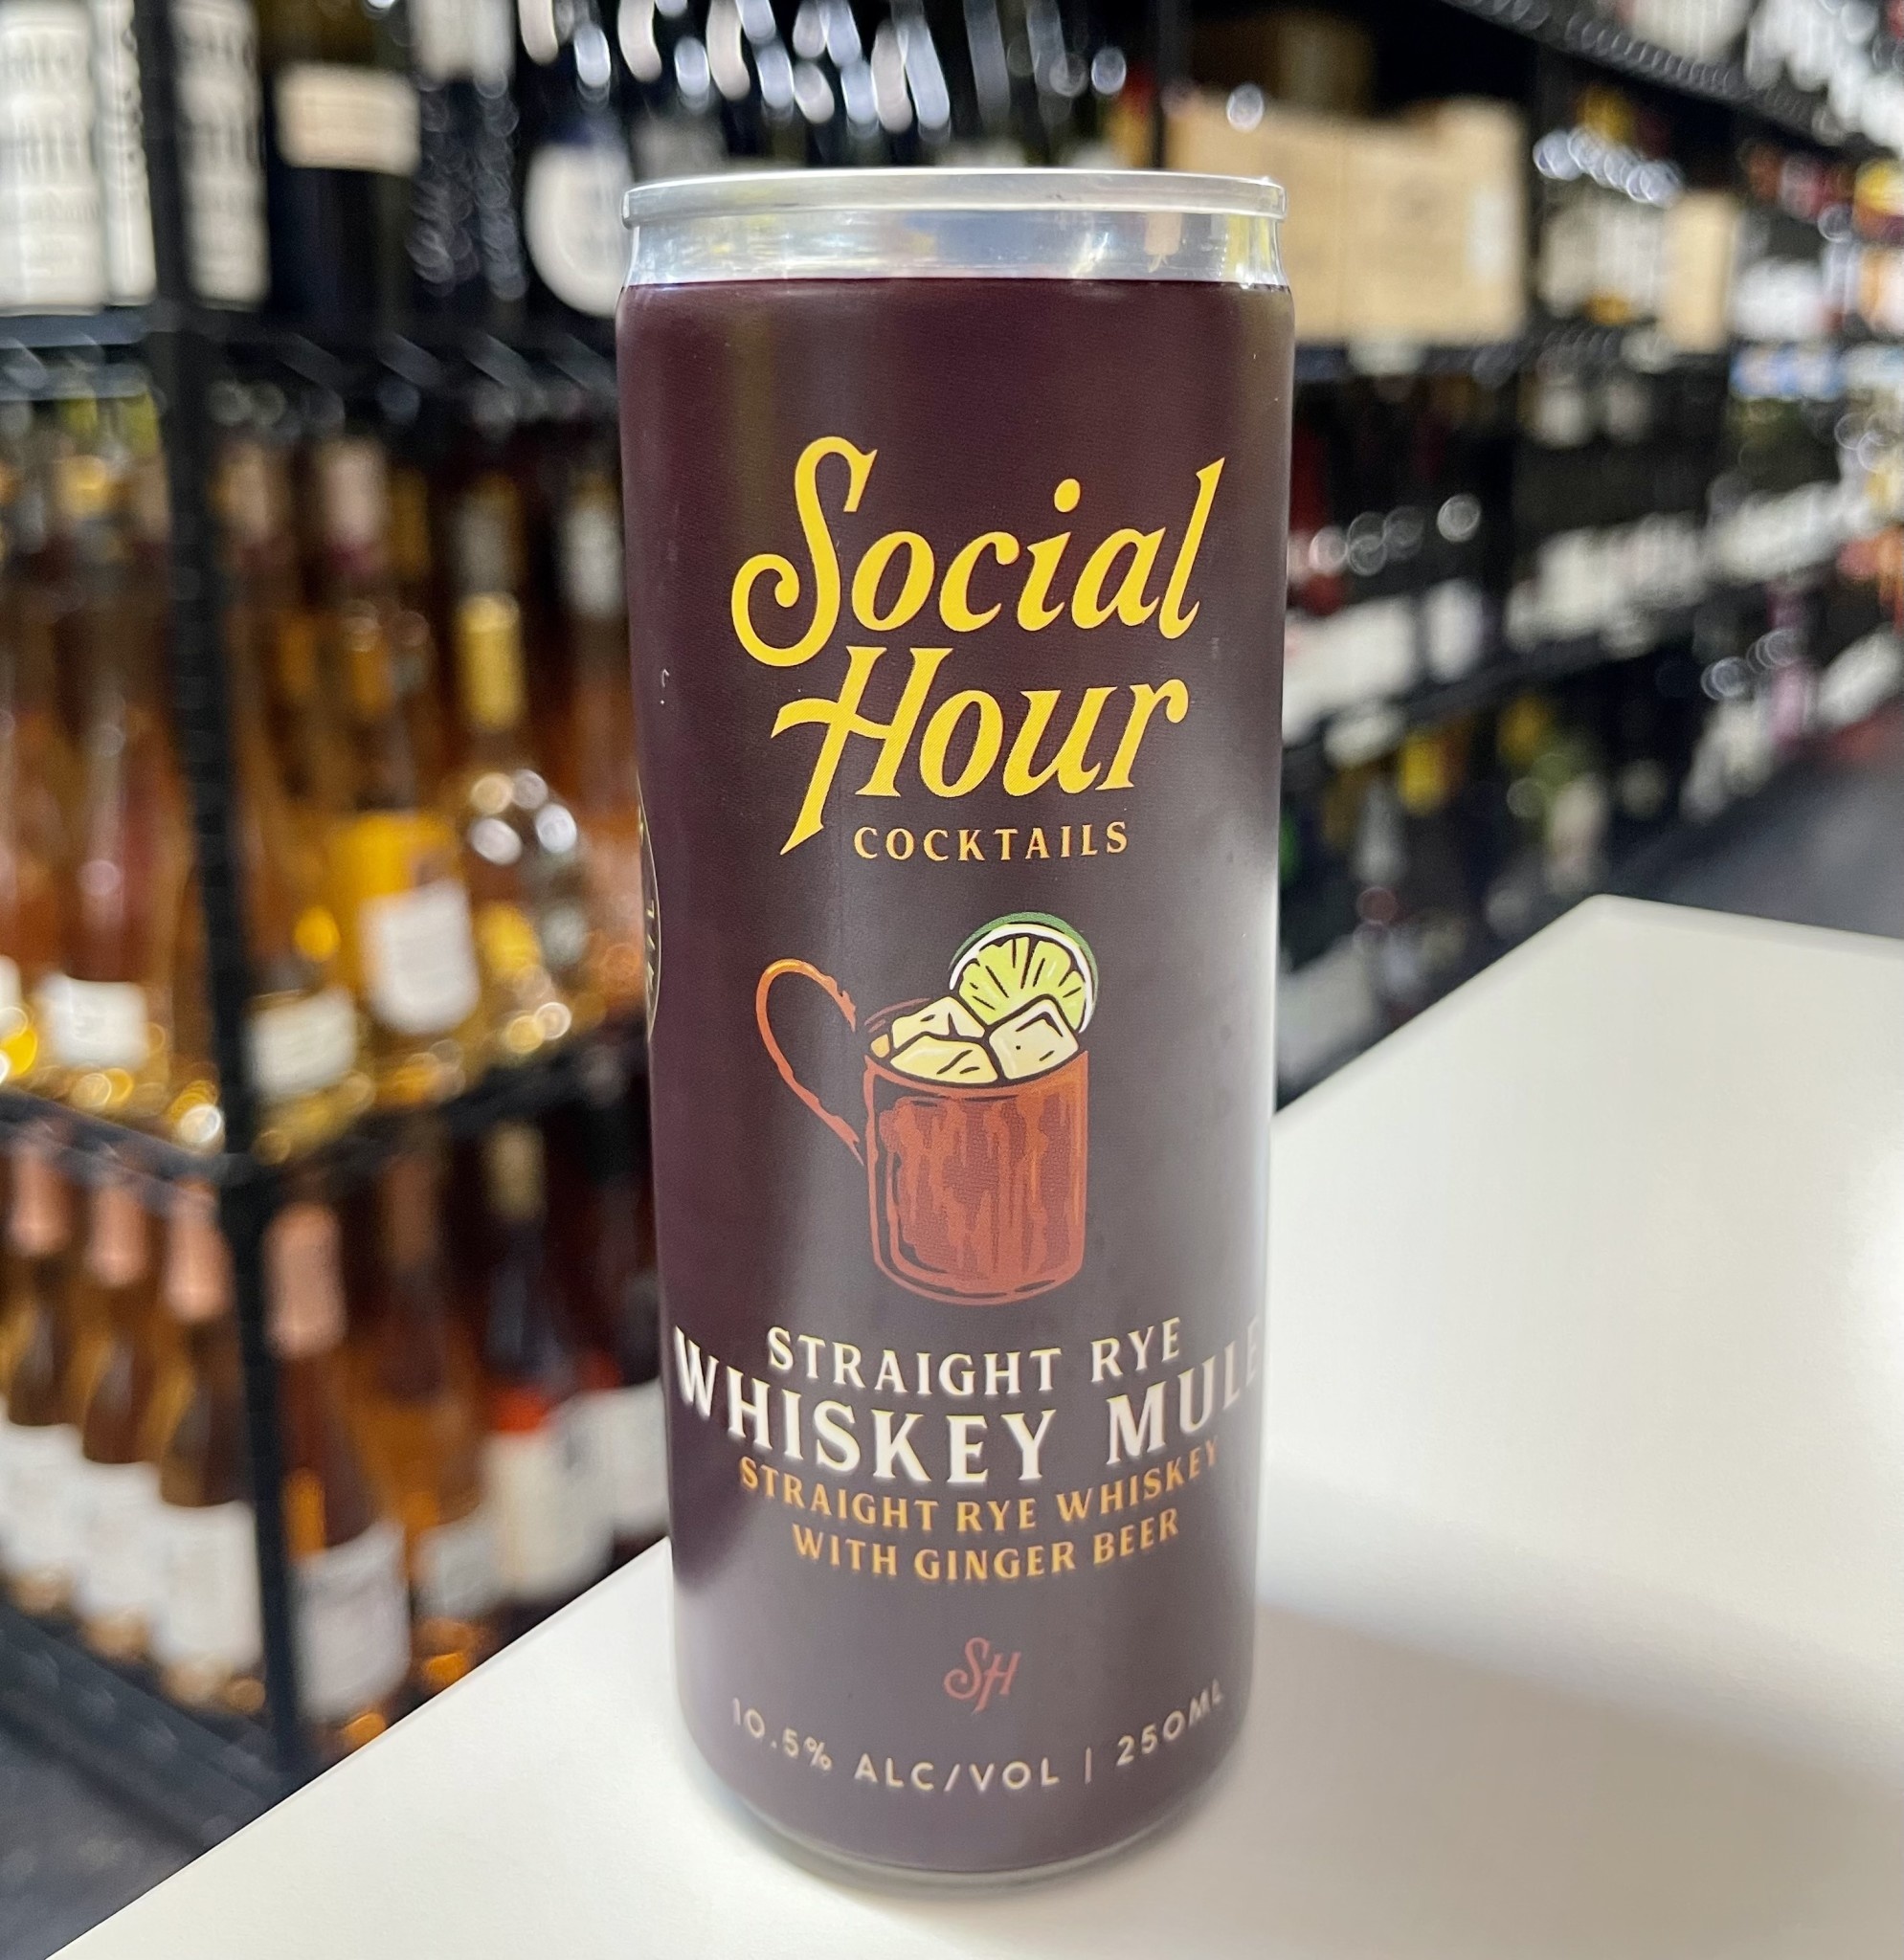 Social
Hour
COCKTAILS
STRAIGHT RYE
WHISKEY MULE
STRAIGHT RYE WHISKEY
WITH GINGER BEER
SH
10.5% ALC/VOL | 250ML